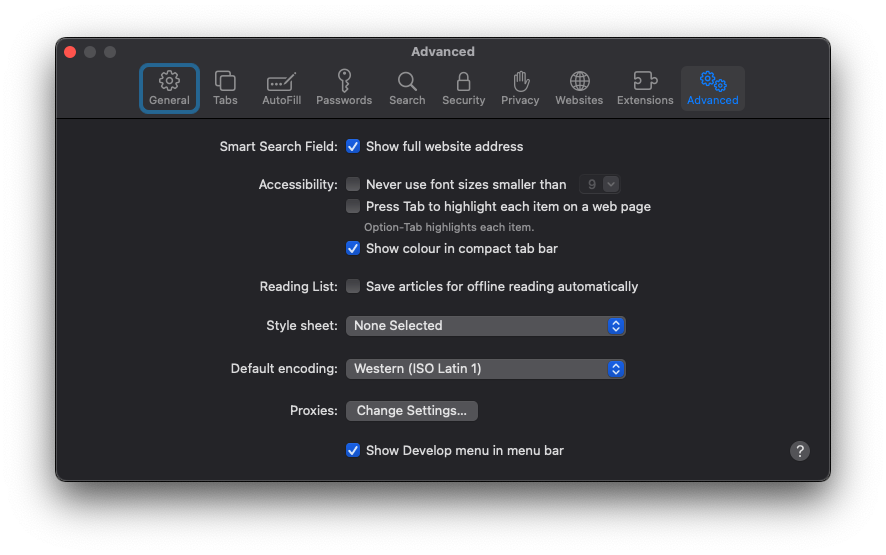 Advanced
General Tabs AutoFill Passwords Search Security Privacy Websites Extensions Advanced
Smart Search Field: Show full website address
Accessibility: Never use font sizes smaller than 9
Press Tab to highlight each item on a web page
Option-Tab highlights each item.
Show colour in compact tab bar
Reading List: Save articles for offline reading automatically
Style sheet: None Selected
Default encoding: Western (ISO Latin 1)
Proxies: Change Settings...
Show Develop menu in menu bar ?